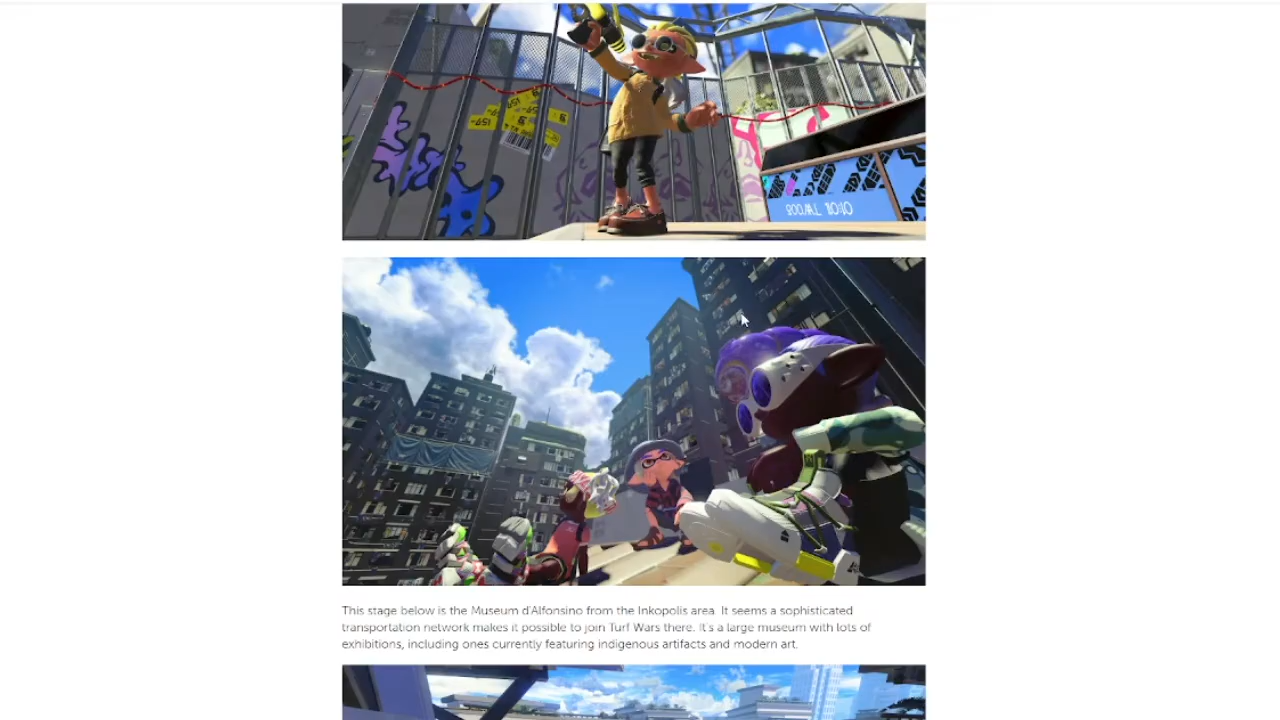 This stage below is the Museum d'Alfonsino from the Inkopolis area. It seems a sophisticated
transportation network makes it possible to join Turf Wars there. It's a large museum with lots of
exhibitions, including ones currently featuring indigenous artifacts and modern art.